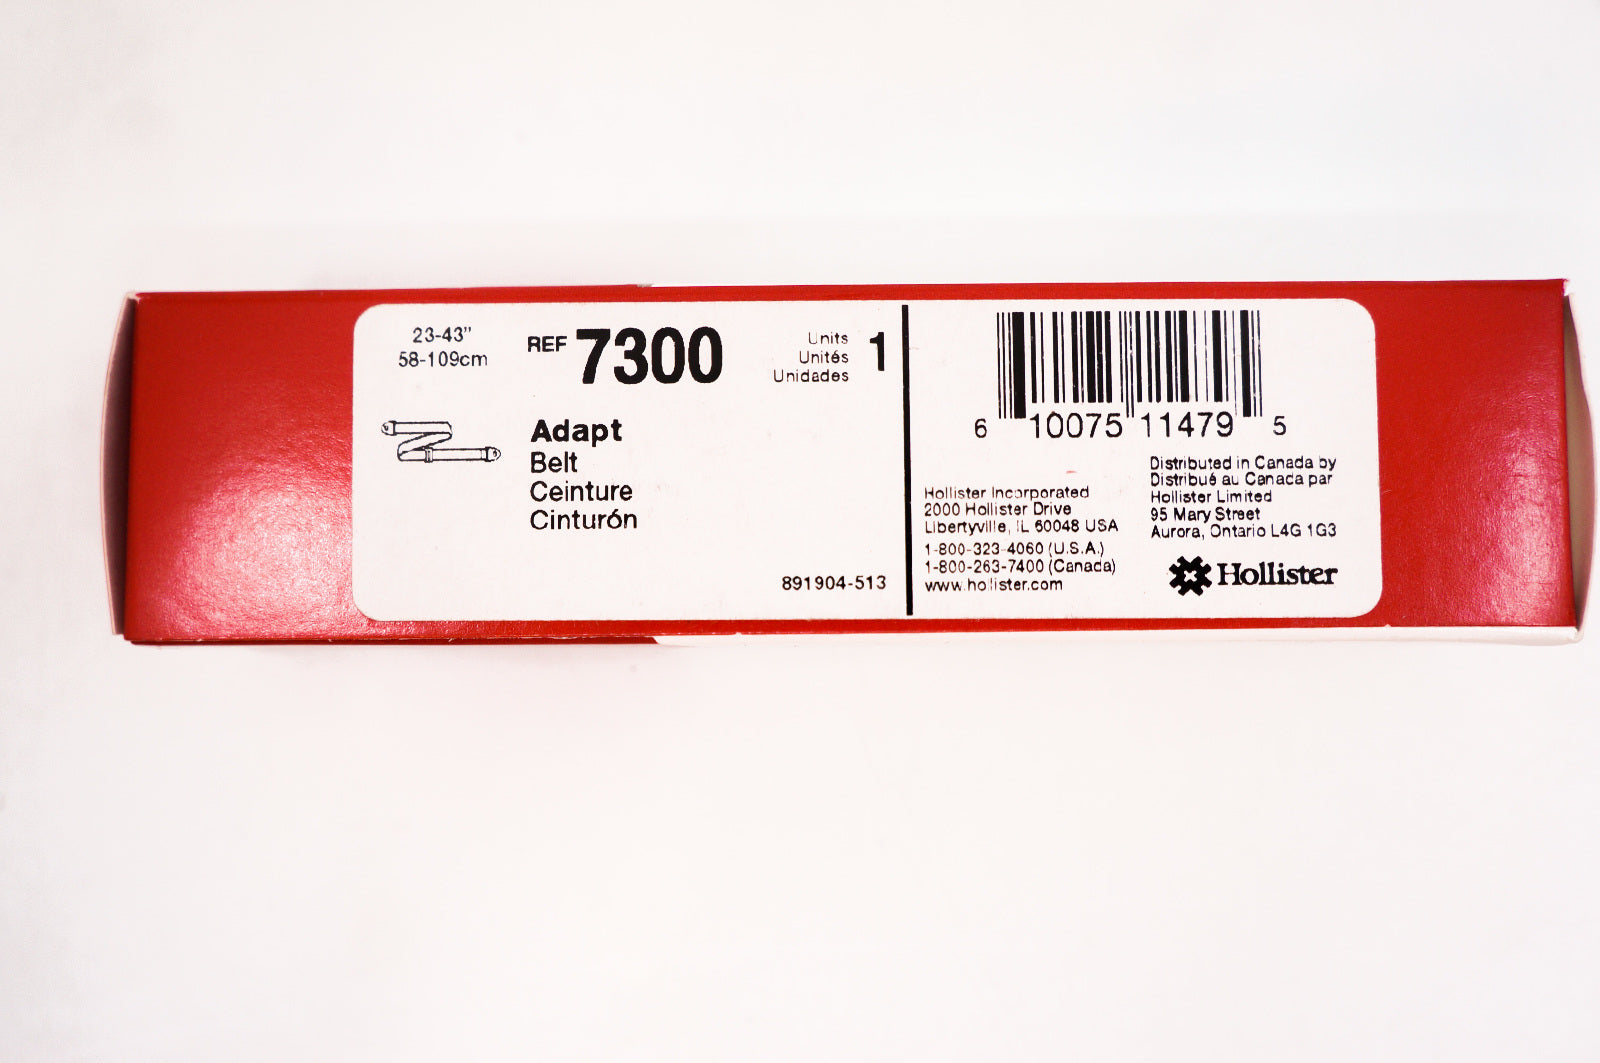 23-43"
58-109cm
REF 7300
Units
Unités
Unidades
1
Adapt
Belt
Ceinture
Cinturón
891904-513
6 10075 11479 5
Hollister Incorporated
2000 Hollister Drive
Libertyville, IL 60048 USA
1-800-323-4060 (U.S.A.)
1-800-263-7400 (Canada)
www.hollister.com
Distributed in Canada by
Distribué au Canada par
Hollister Limited
95 Mary Street
Aurora, Ontario L4G 1G3
Hollister